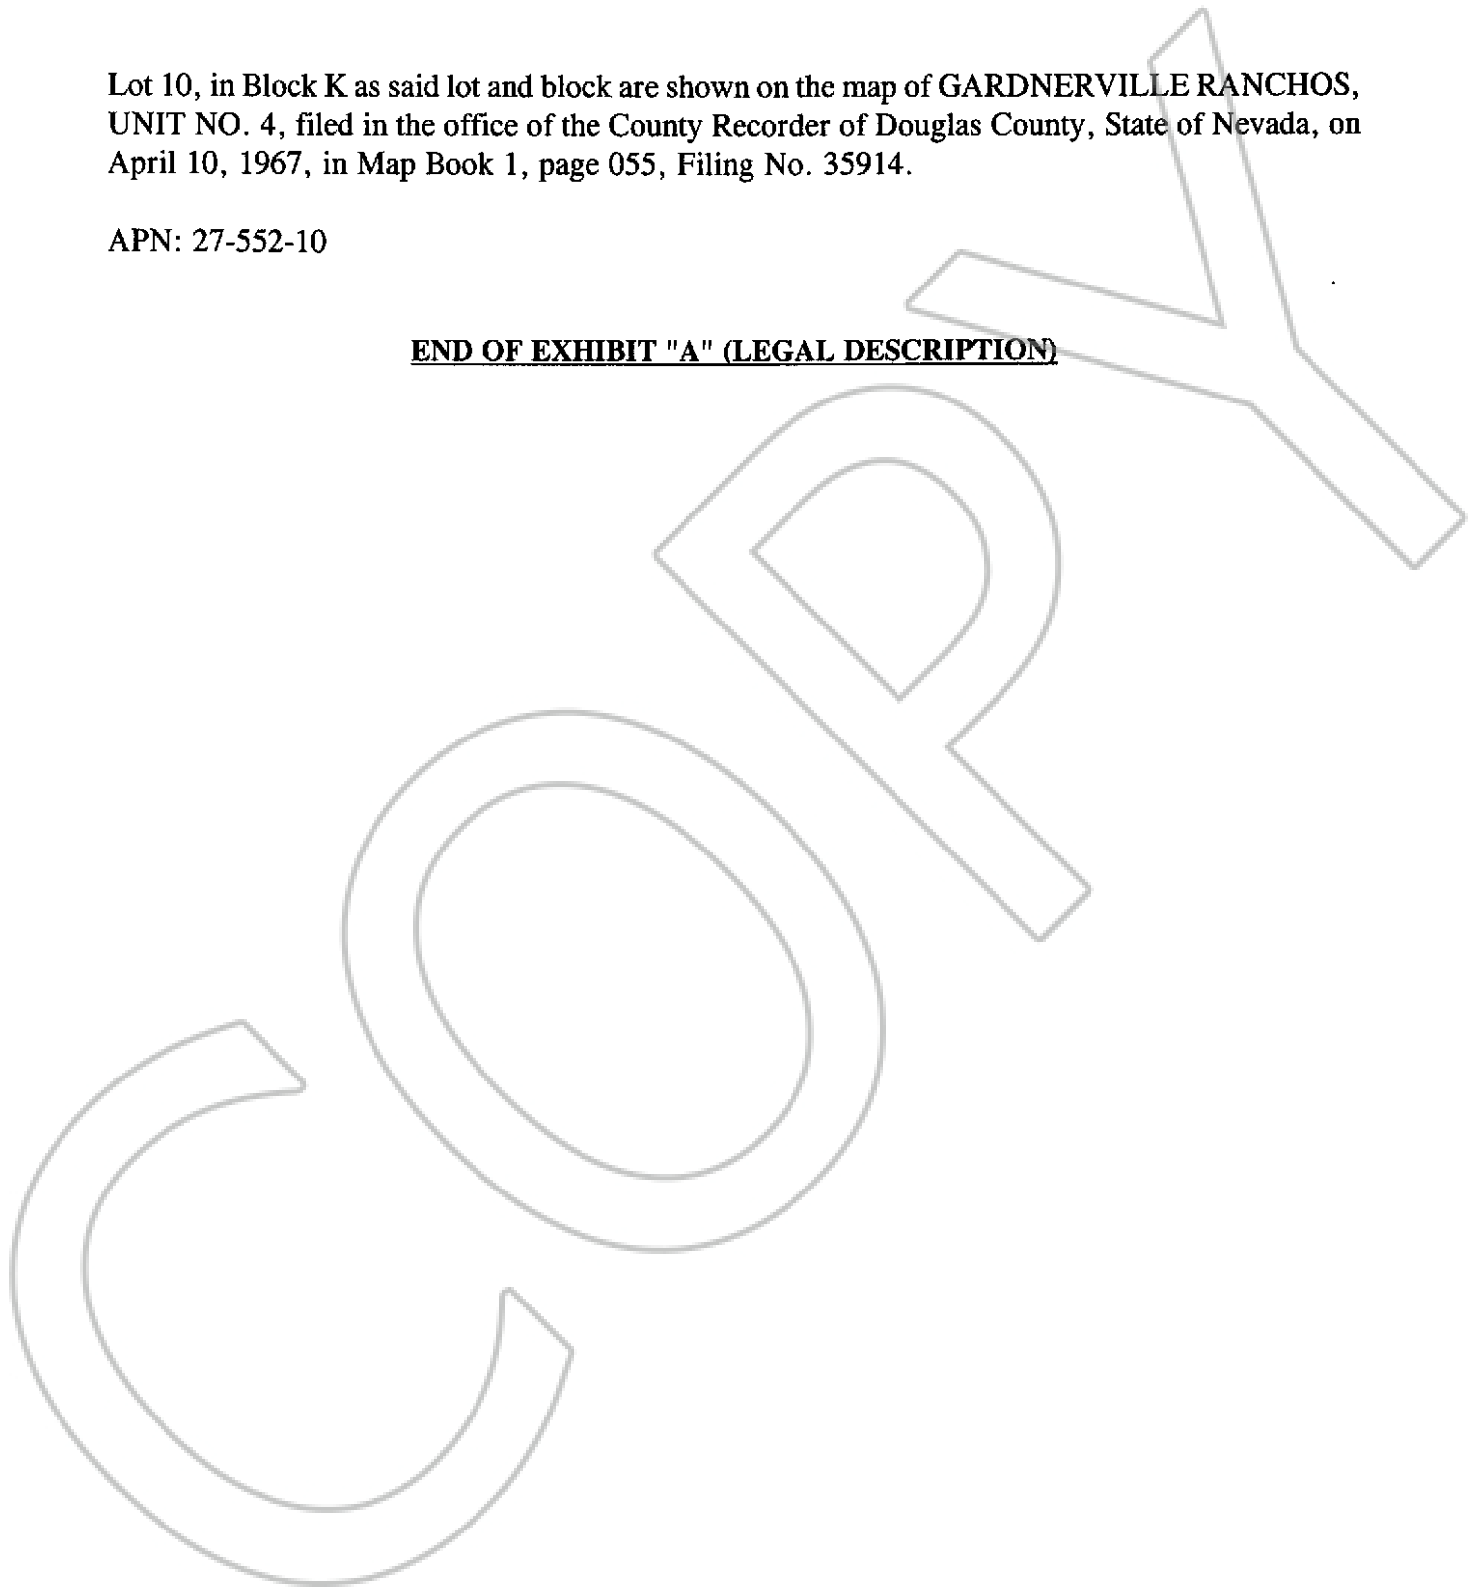 Lot 10, in Block K as said lot and block are shown on the map of GARDNERVILLE RANCHOS,
UNIT NO. 4, filed in the office of the County Recorder of Douglas County, State of Nevada, on
April 10, 1967, in Map Book 1, page 055, Filing No. 35914.
APN: 27-552-10
END OF EXHIBIT "A" (LEGAL DESCRIPTION)
COPY